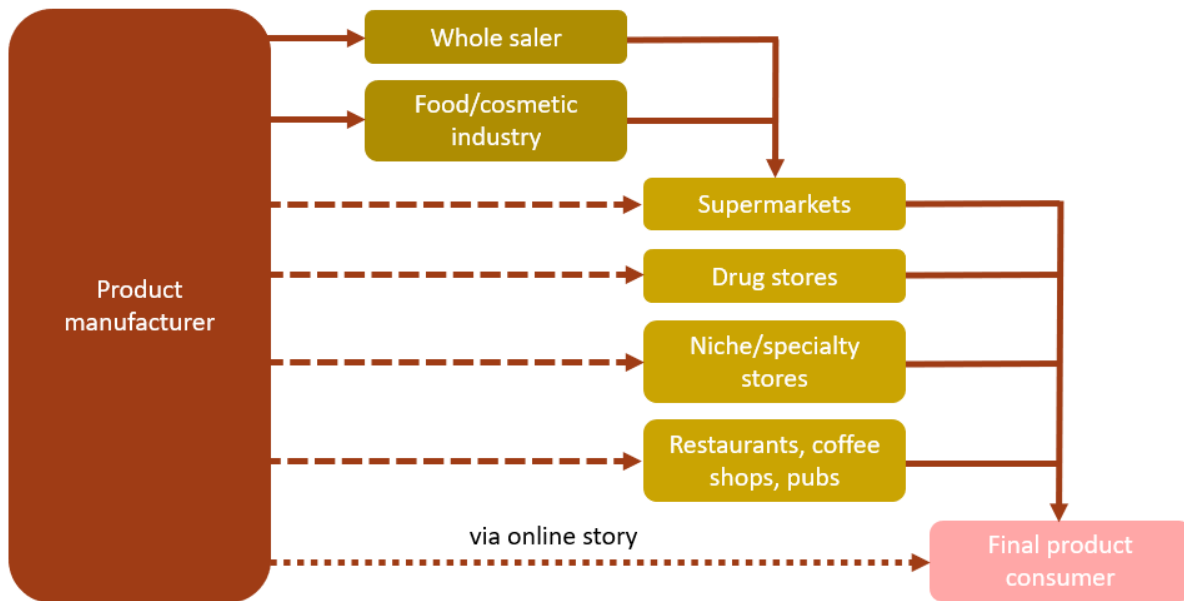 Whole saler
Food/cosmetic
industry
Supermarkets
Product
manufacturer
Drug stores
Niche/specialty
stores
Restaurants, coffee
shops, pubs
via online story
Final product
consumer